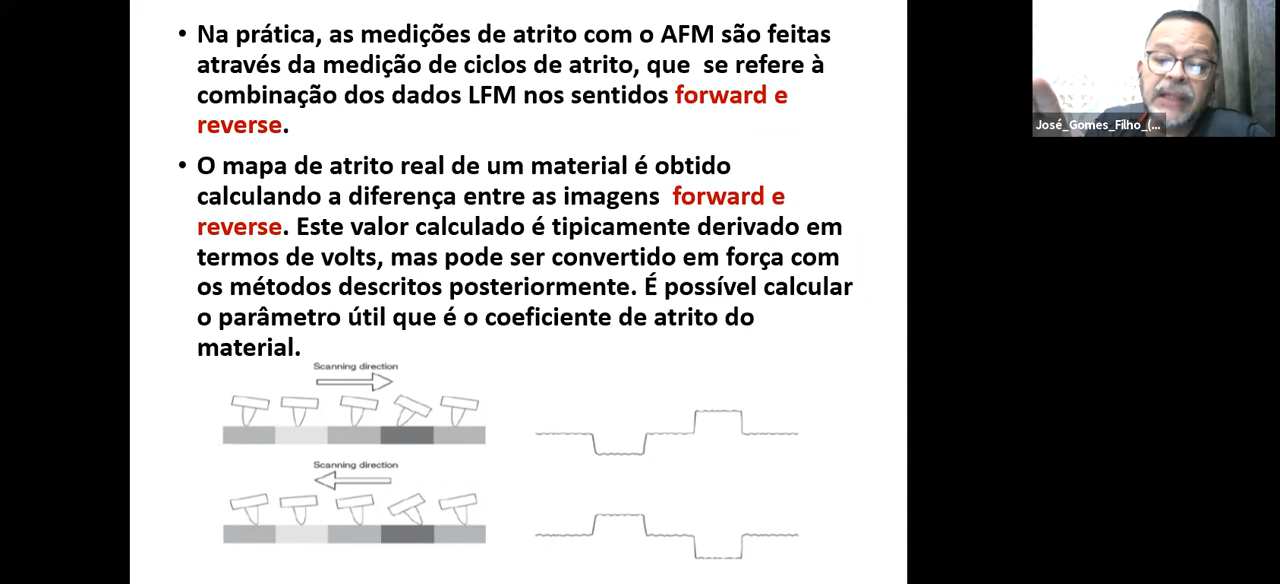 • Na prática, as medições de atrito com o AFM são feitas
através da medição de ciclos de atrito, que se refere à
combinação dos dados LFM nos sentidos forward e
reverse.
• O mapa de atrito real de um material é obtido
calculando a diferença entre as imagens forward e
reverse. Este valor calculado é tipicamente derivado em
termos de volts, mas pode ser convertido em força com
os métodos descritos posteriormente. É possível calcular
o parâmetro útil que é o coeficiente de atrito do
material.
Scanning direction
Scanning direction
José_Gomes_Filho_(...